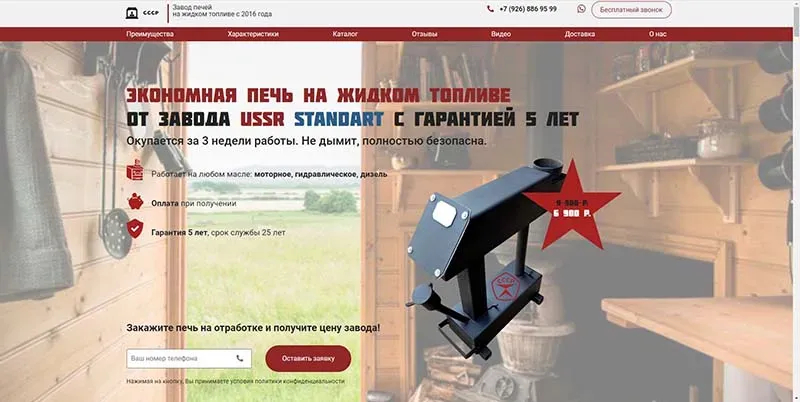 СССР
Завод печей
на жидком топливе с 2016 года
+7 (926) 886 95 99
Бесплатный звонок
Преимущества Характеристики Каталог Отзывы Видео Доставка О нас
ЭКОНОМНАЯ ПЕЧЬ НА ЖИДКОМ ТОПЛИВЕ
ОТ ЗАВОДА USSR STANDART С ГАРАНТИЕЙ 5 ЛЕТ
Окупается за 3 недели работы. Не дымит, полностью безопасна.
Работает на любом масле: моторное, гидравлическое, дизель
Оплата при получении
Гарантия 5 лет, срок службы 25 лет
9 900 Р.
6 900 Р.
СССР
Закажите печь на отработке и получите цену завода!
Ваш номер телефона
Оставить заявку
Нажимая на кнопку, Вы принимаете условия политики конфиденциальности